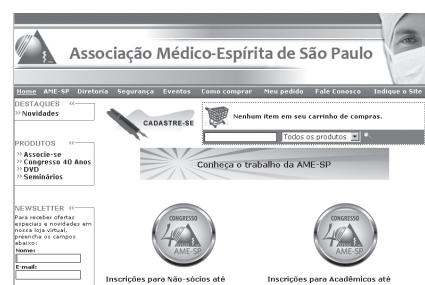 Associação Médico-Espírita de São Paulo
Home AME-SP Diretoria Segurança Eventos Como comprar Meu pedido Fale Conosco Indique o Site
DESTAQUES
Novidades
PRODUTOS
Associe-se
Congresso 40 Anos
DVD
Seminários
NEWSLETTER
Para receber ofertas
especiais e novidades em
nossa loja virtual,
preencha os campos
abaixo:
Nome:
E-mail:
CADASTRE-SE
Nenhum item em seu carrinho de compras.
Todos os produtos
Conheça o trabalho da AME-SP
CONGRESSO
40
AME-SP
Inscrições para Não-sócios até
CONGRESSO
40
AME-SP
Inscrições para Acadêmicos até